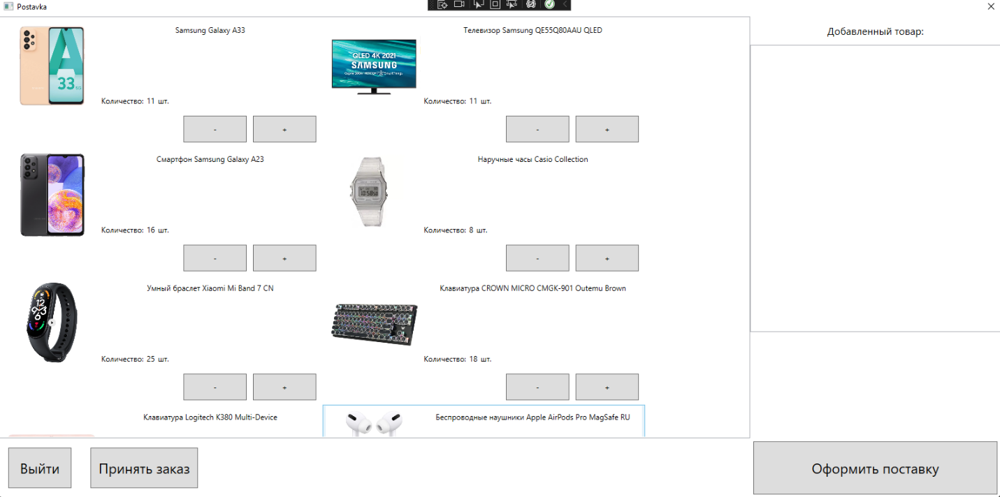 Postavka
Добавленный товар:
Samsung Galaxy A33
A
33
Количество: 11 шт.
- +
Телевизор Samsung QE55Q80AAU QLED
QLED 4K 2021
SAMSUNG
Количество: 11 шт.
- +
Смартфон Samsung Galaxy A23
Количество: 16 шт.
- +
Наручные часы Casio Collection
Количество: 8 шт.
- +
Умный браслет Xiaomi Mi Band 7 CN
Количество: 25 шт.
- +
Клавиатура CROWN MICRO CMGK-901 Outemu Brown
Количество: 18 шт.
- +
Клавиатура Logitech K380 Multi-Device
Беспроводные наушники Apple AirPods Pro MagSafe RU
Выйти
Принять заказ
Оформить поставку